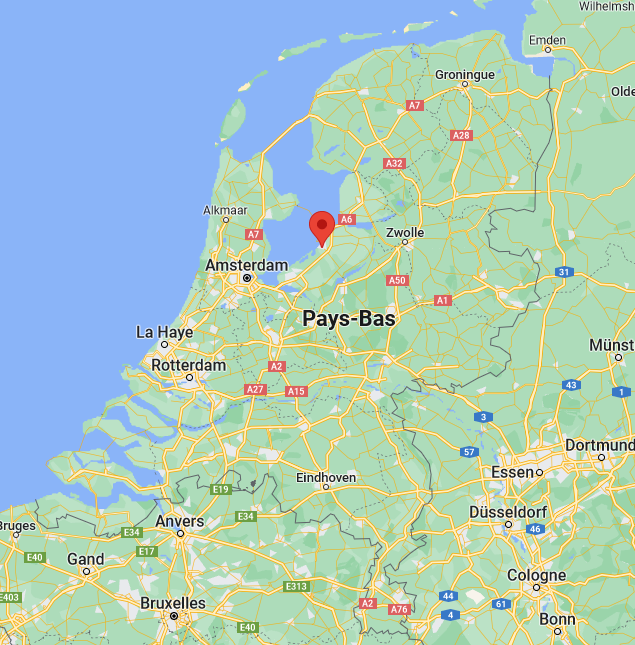 Wilhelmsh
Emden
Groningue
Olde
A7
A28
A32
Alkmaar
A6
A7
Zwolle
Amsterdam
31
A50
A1
Pays-Bas
La Haye
Münst
Rotterdam
A2
43
A27
A15
1
3
Dortmund
57
Essen
Eindhoven
E19
Düsseldorf
Bruges
Anvers
E34
E34
46
E17
E40
Gand
Cologne
E313
E403
44
A2
61
Bruxelles
A76
4
Bonn
E40